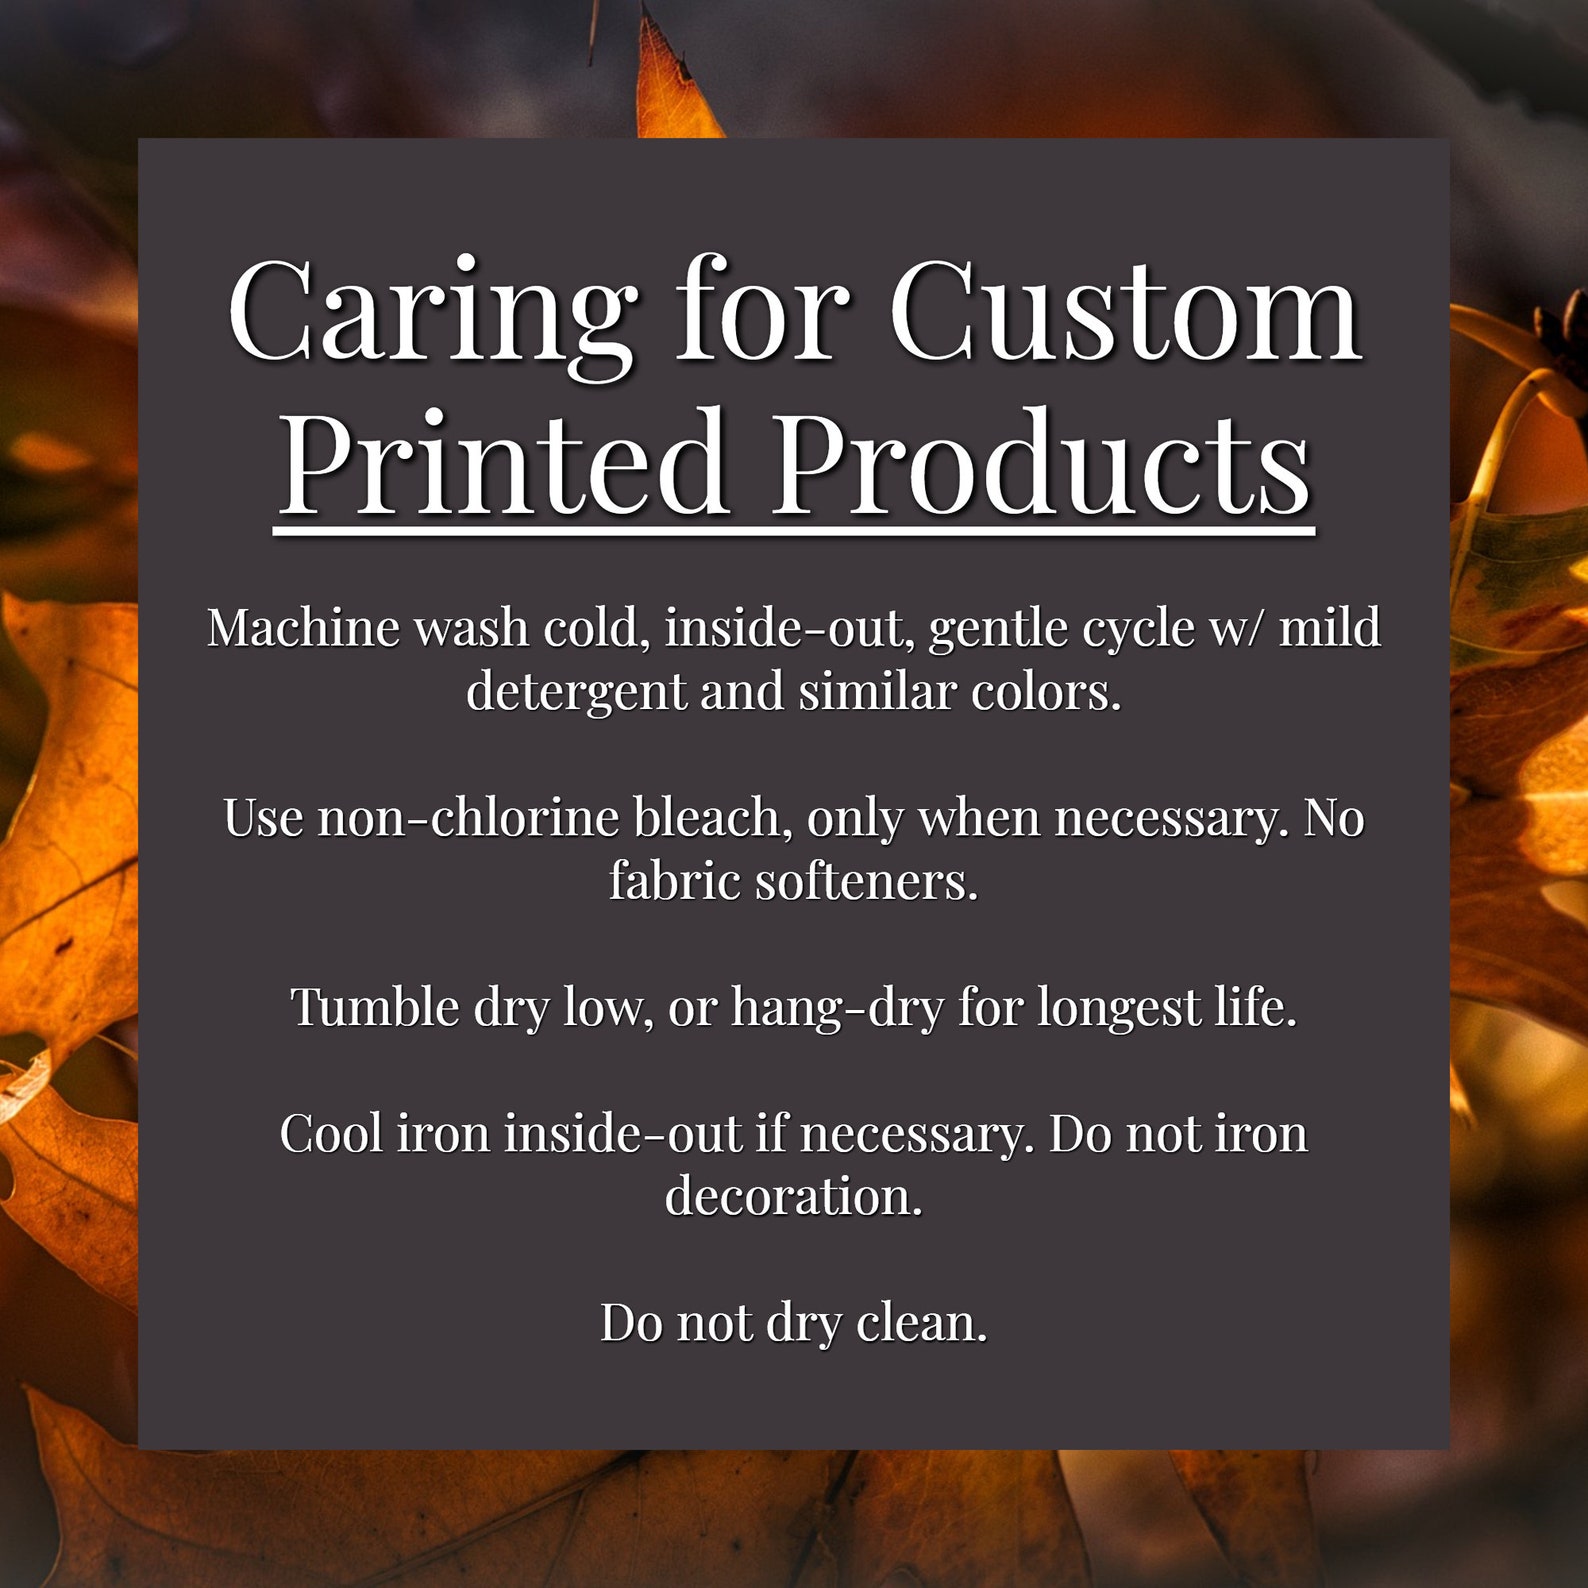 Caring for Custom
Printed Products
Machine wash cold, inside-out, gentle cycle w/ mild
detergent and similar colors.
Use non-chlorine bleach, only when necessary. No
fabric softeners.
Tumble dry low, or hang-dry for longest life.
Cool iron inside-out if necessary. Do not iron
decoration.
Do not dry clean.